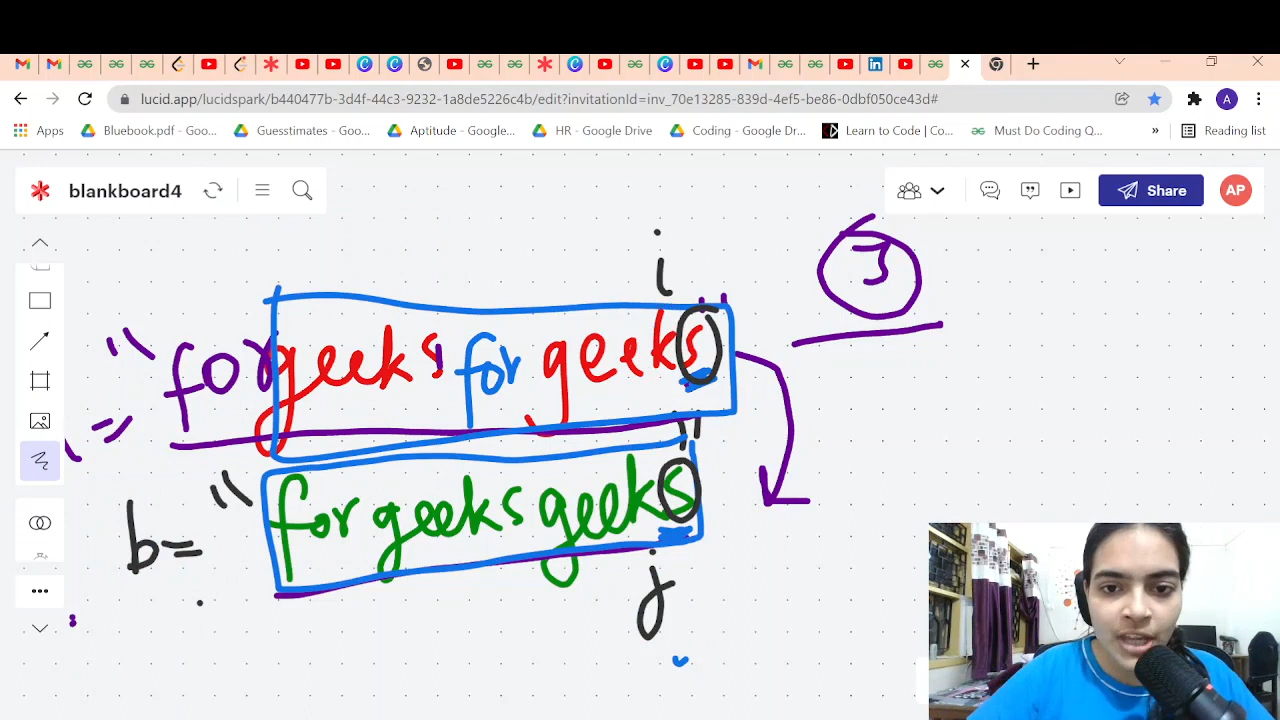 lucid.app/lucidspark/b440477b-3d4f-44c3-9232-1a8de5226c4b/edit?invitationId=inv_70e13285-839d-4ef5-be86-0dbf050ce43d#
A
Apps
Bluebook.pdf - Goo...
Guesstimates - Goo...
Aptitude - Google...
HR - Google Drive
Coding - Google Dr...
Learn to Code | Co...
Must Do Coding Q...
»
Reading list
blankboard4
Share
AP
i
3
"forgeeksforgeeks"
b = "forgeeksgeeks
j